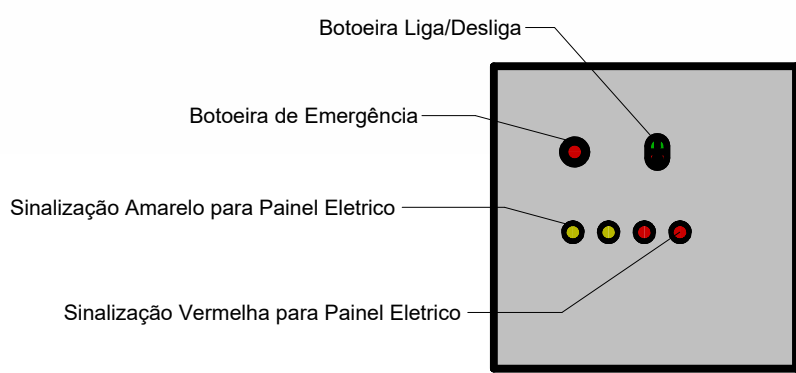 Botoeira Liga/Desliga
Botoeira de Emergência
Sinalização Amarelo para Painel Eletrico
Sinalização Vermelha para Painel Eletrico